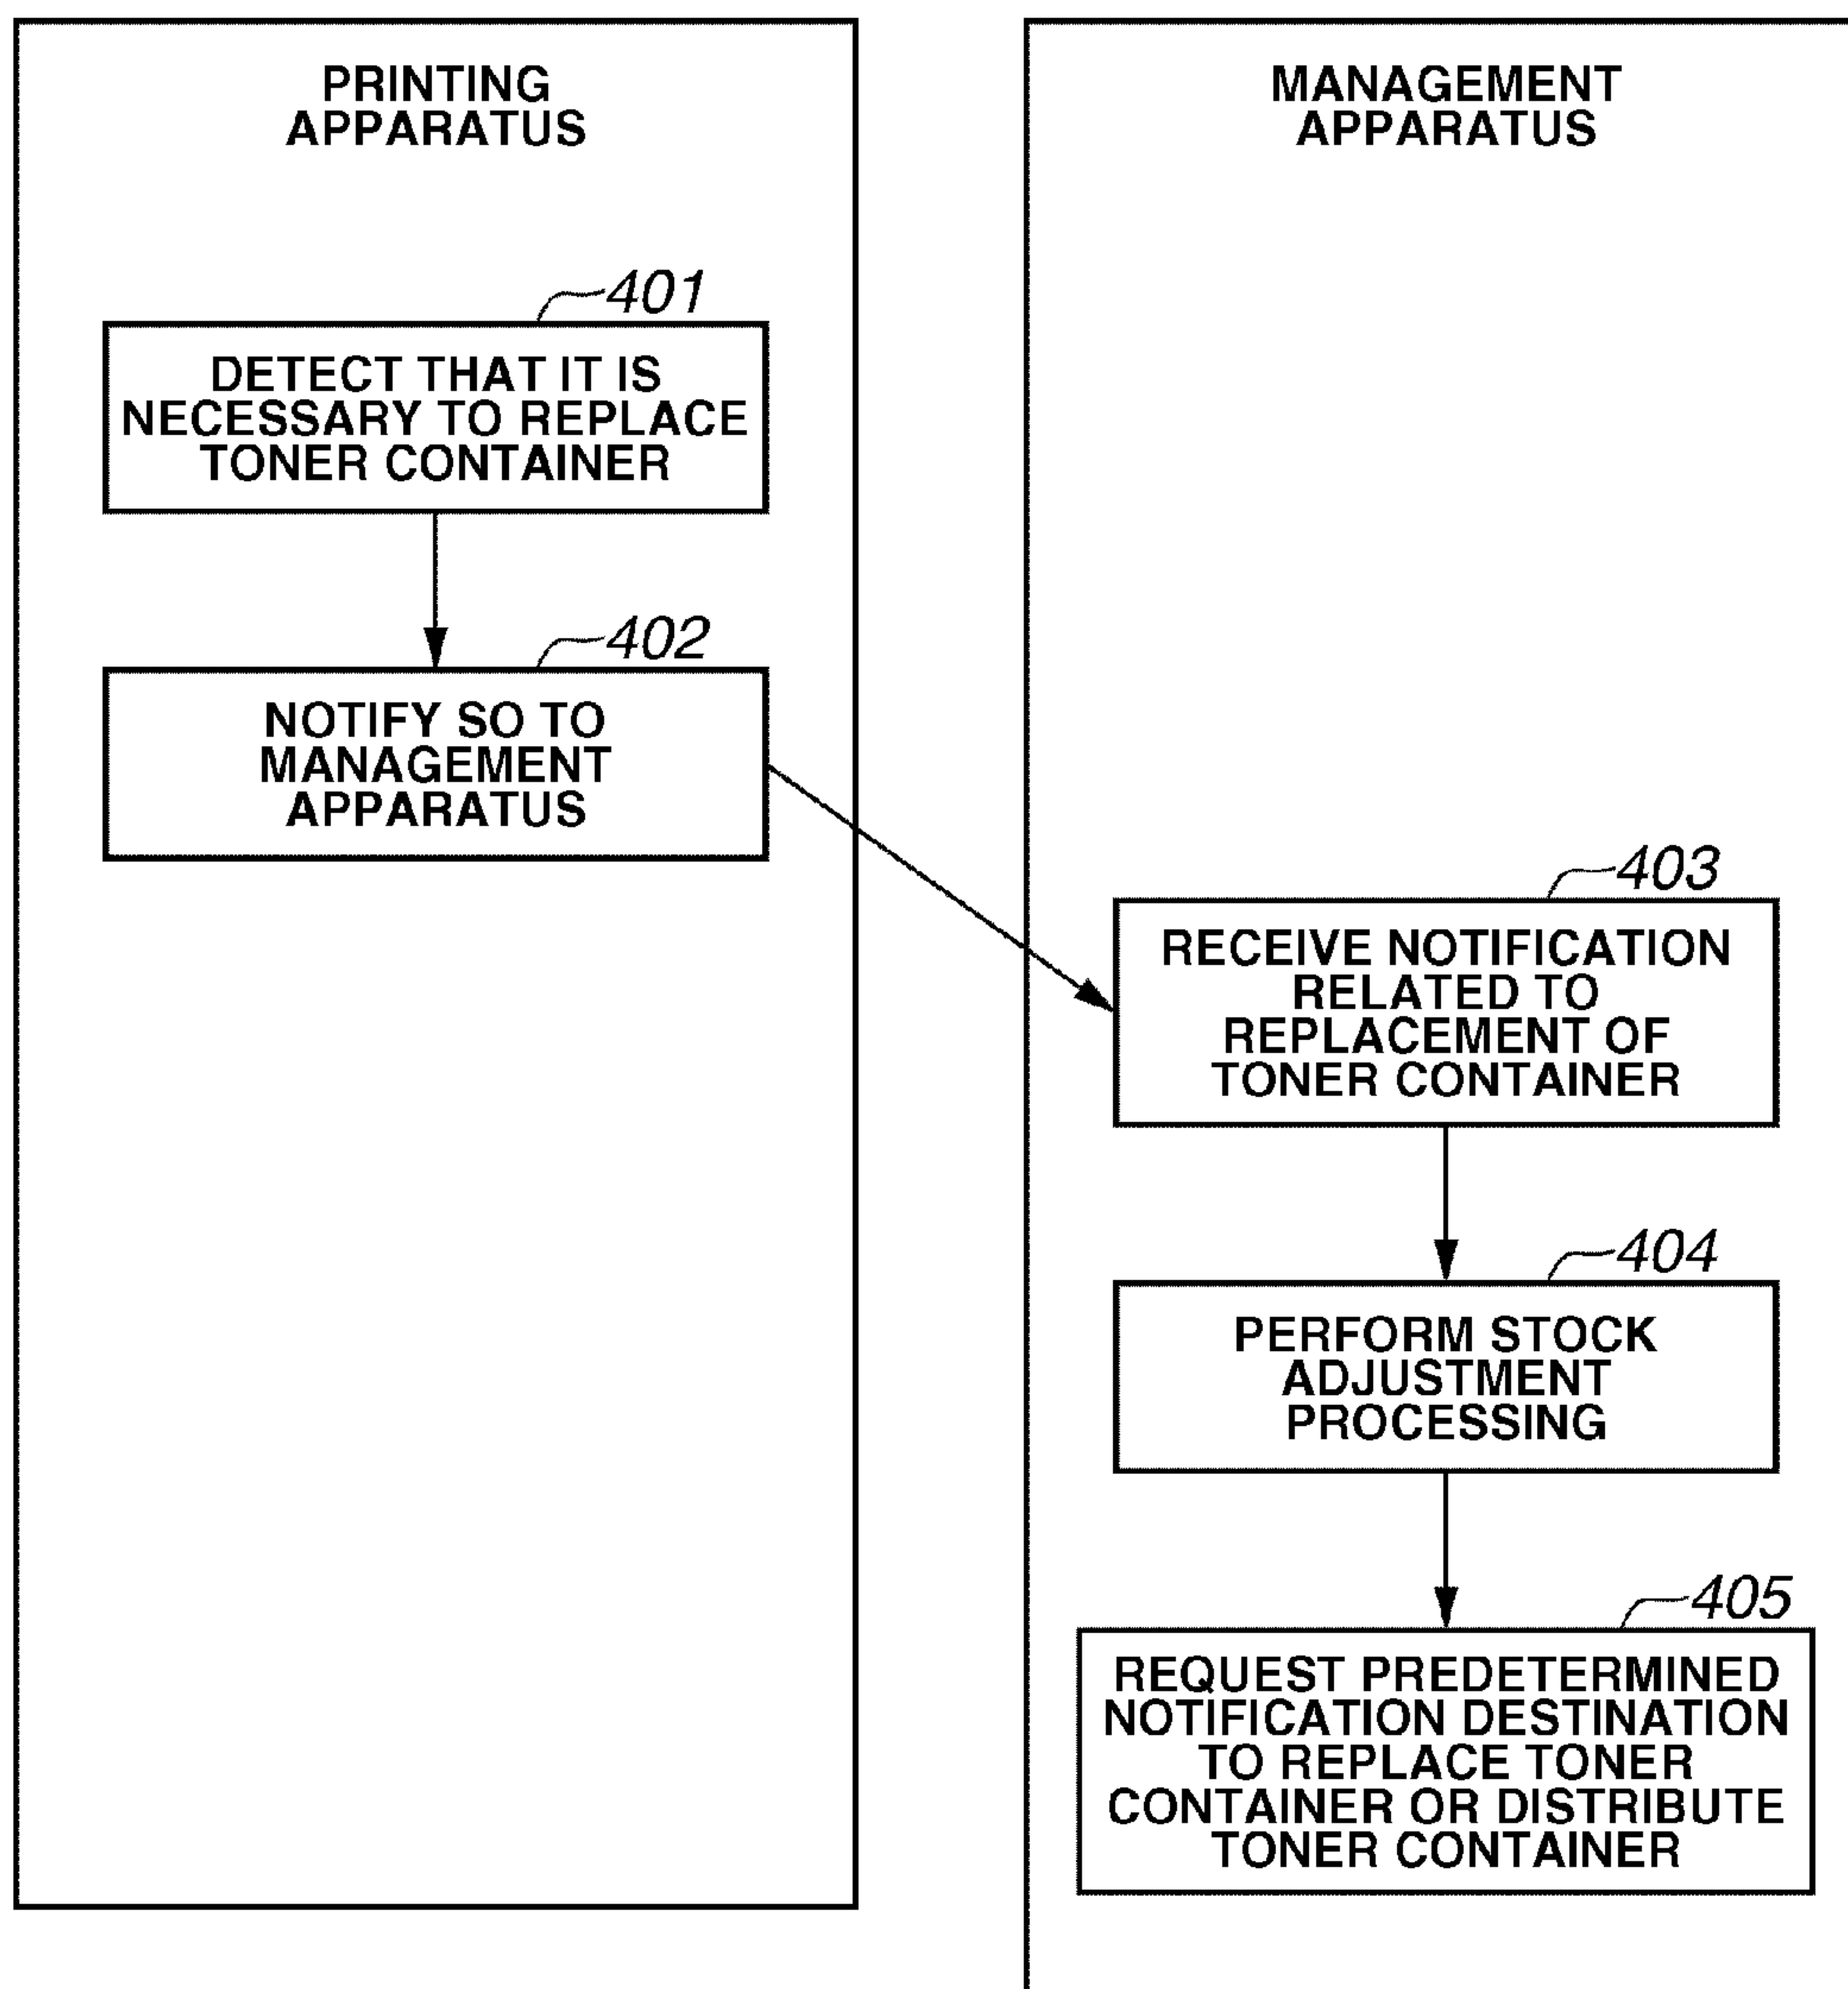 PRINTING
APPARATUS
401
DETECT THAT IT IS
NECESSARY TO REPLACE
TONER CONTAINER
402
NOTIFY SO TO
MANAGEMENT
APPARATUS
MANAGEMENT
APPARATUS
403
RECEIVE NOTIFICATION
RELATED TO
REPLACEMENT OF
TONER CONTAINER
404
PERFORM STOCK
ADJUSTMENT
PROCESSING
405
REQUEST PREDETERMINED
NOTIFICATION DESTINATION
TO REPLACE TONER
CONTAINER OR DISTRIBUTE
TONER CONTAINER